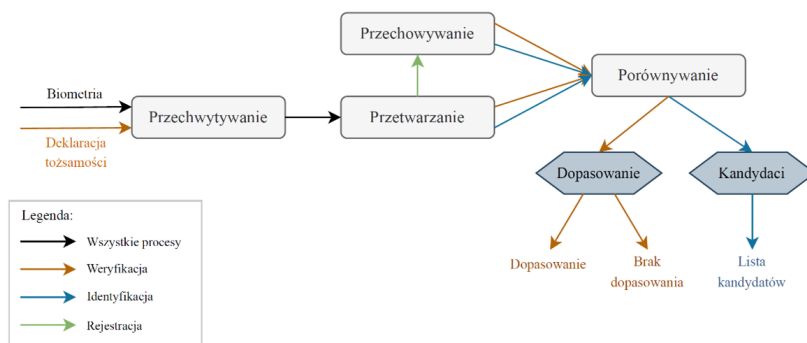 Przechowywanie
Porównywanie
Biometria
Przechwytywanie
Przetwarzanie
Deklaracja
tożsamości
Dopasowanie
Kandydaci
Legenda:
Wszystkie procesy
Weryfikacja
Identyfikacja
Rejestracja
Dopasowanie
Brak
dopasowania
Lista
kandydatów